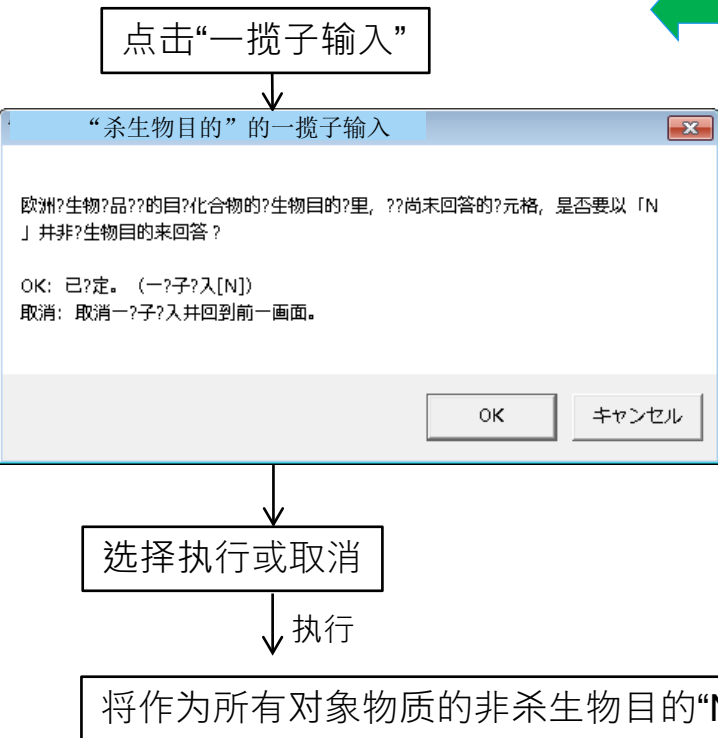 点击“一揽子输入”
“杀生物目的”的一揽子输入
欧洲?生物?品??的目?化合物的?生物目的?里, ??尚未回答的?元格, 是否要以「N
」并非?生物目的来回答?
OK: 已?定。 (一?子?入[N])
取消: 取消一?子?入并回到前一画面。
OK
キャンセル
选择执行或取消
执行
将作为所有对象物质的非杀生物目的“N